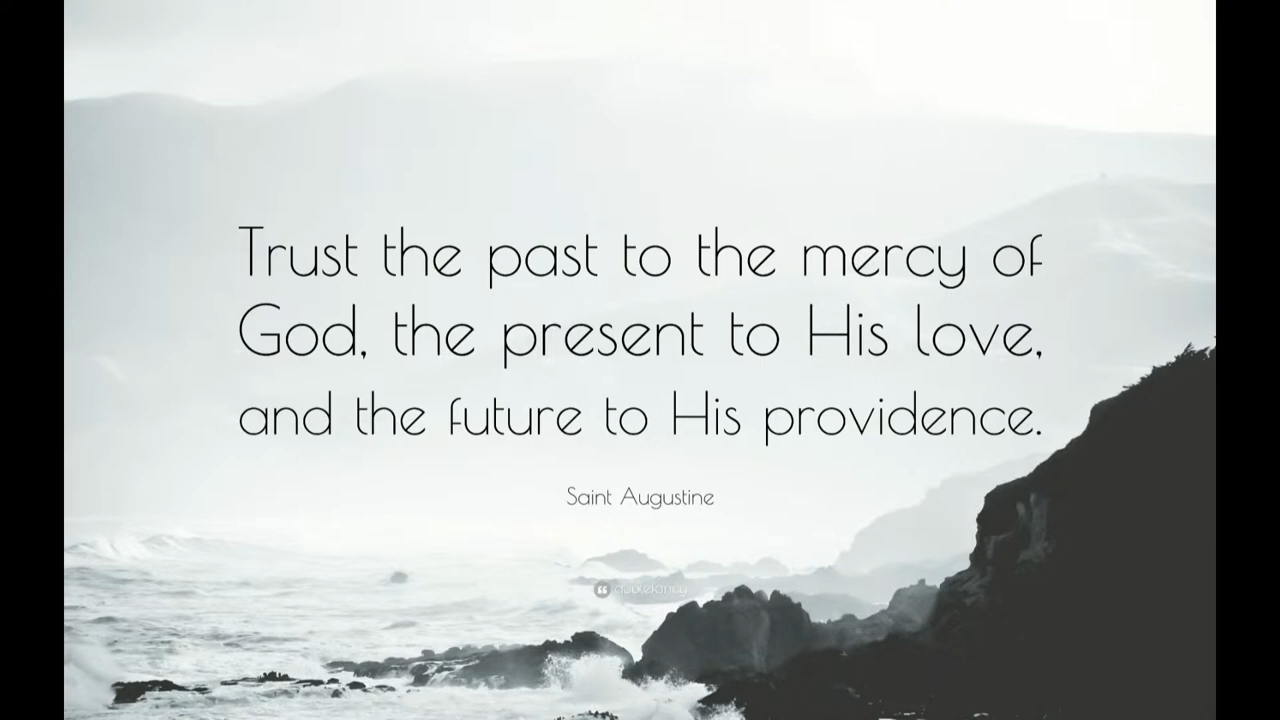 Trust the past to the mercy of
God, the present to His love,
and the future to His providence.
Saint Augustine
quotefancy